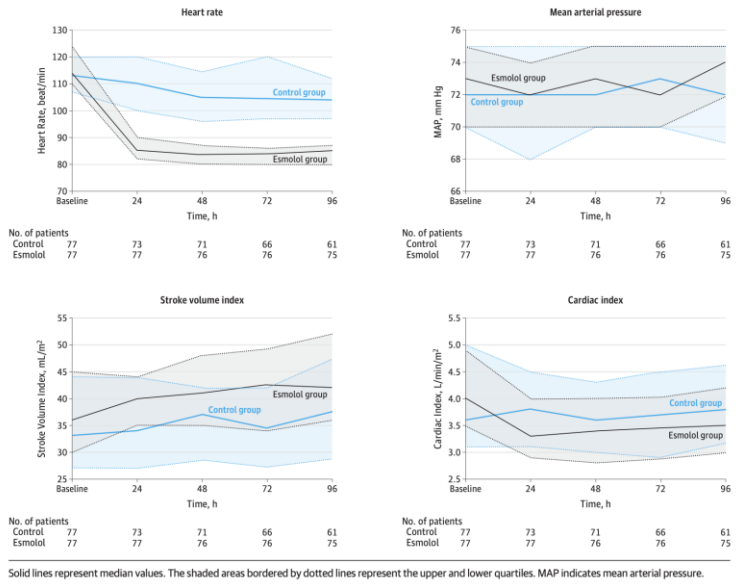 Heart rate
130
120
110
100
90
80
70
Heart Rate, beat/min
Control group
Esmolol group
Baseline 24 48 72 96
Time, h
No. of patients
Control 77 73 71 66 61
Esmolol 77 77 76 76 75
Mean arterial pressure
76
74
72
70
68
66
MAP, mm Hg
Esmolol group
Control group
Baseline 24 48 72 96
Time, h
No. of patients
Control 77 73 71 66 61
Esmolol 77 77 76 76 75
Stroke volume index
55
50
45
40
35
30
25
Stroke Volume Index, mL/m²
Esmolol group
Control group
Baseline 24 48 72 96
Time, h
No. of patients
Control 77 73 71 66 61
Esmolol 77 77 76 76 75
Cardiac index
5.5
5.0
4.5
4.0
3.5
3.0
2.5
Cardiac Index, L/min/m²
Control group
Esmolol group
Baseline 24 48 72 96
Time, h
No. of patients
Control 77 73 71 66 61
Esmolol 77 77 76 76 75
Solid lines represent median values. The shaded areas bordered by dotted lines represent the upper and lower quartiles. MAP indicates mean arterial pressure.